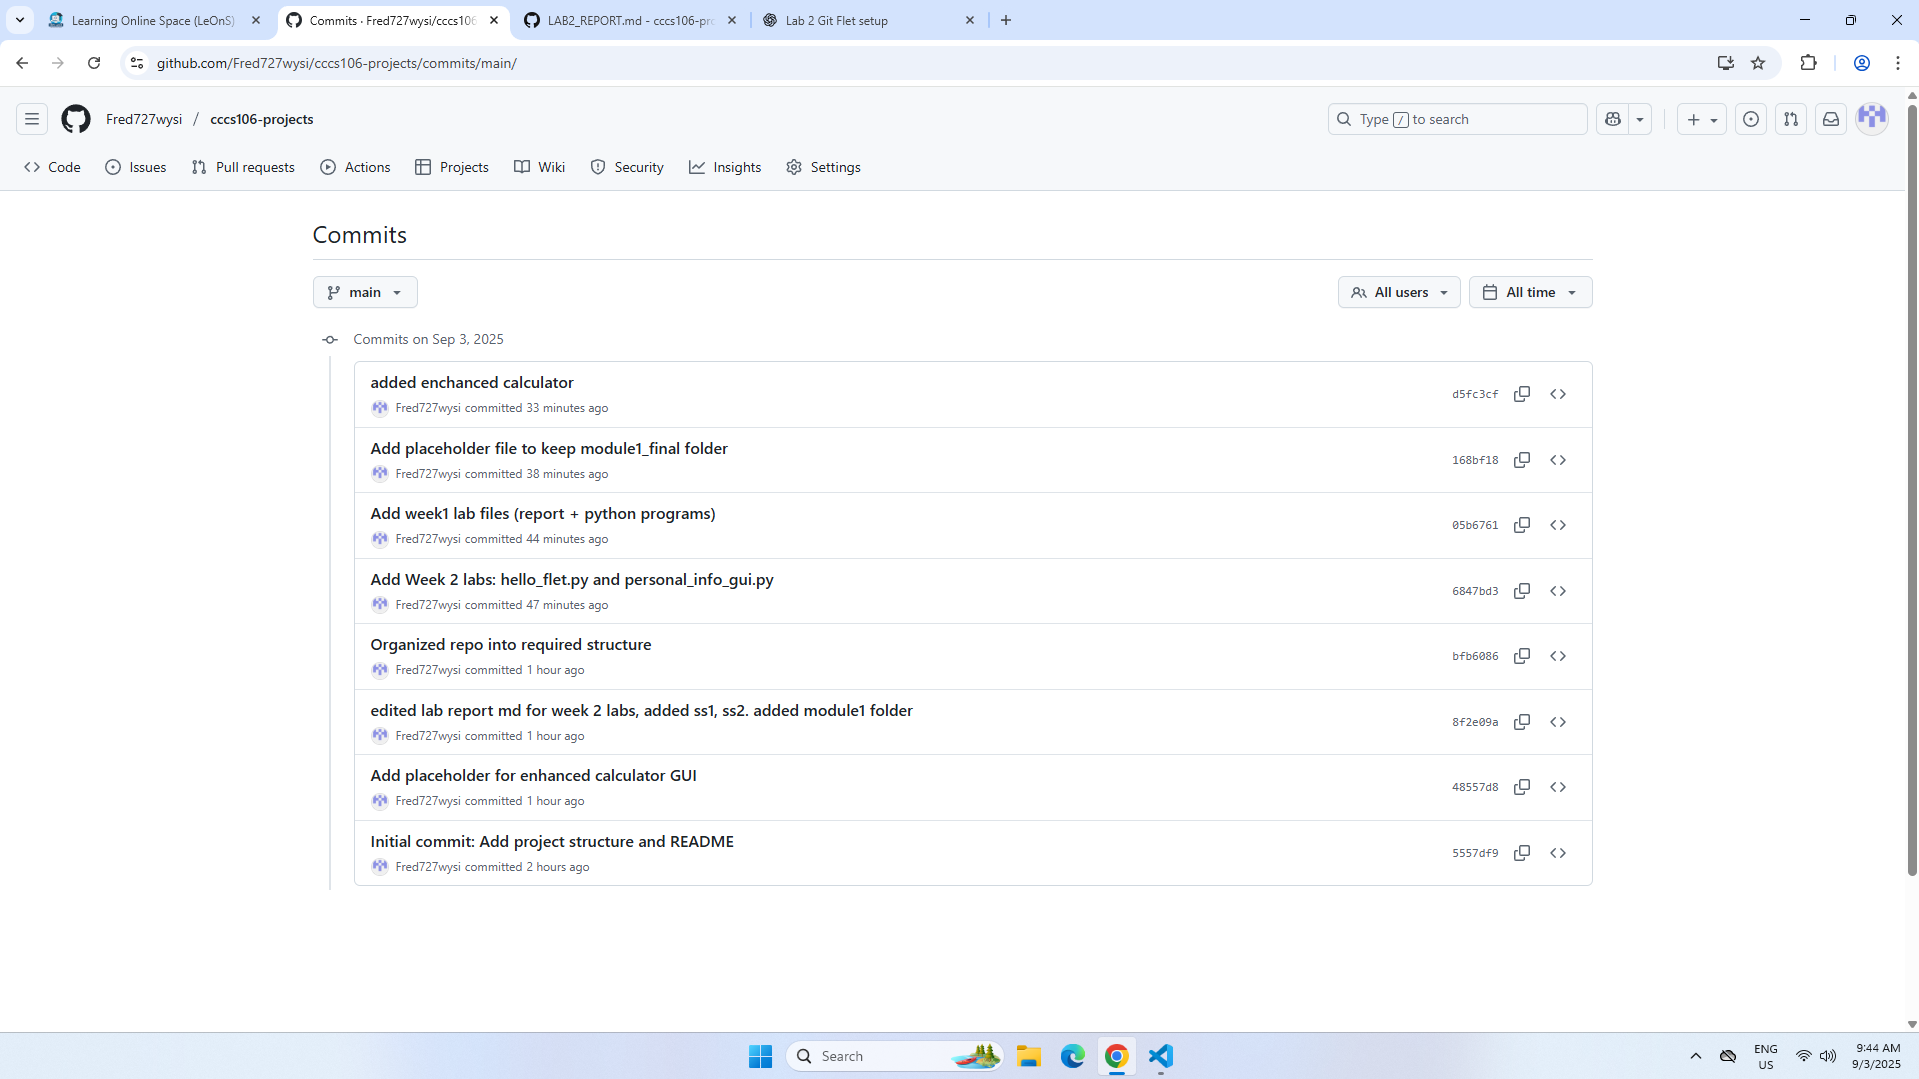 Learning Online Space (LeOnS)
Commits · Fred727wysi/cccs106
LAB2_REPORT.md - cccs106-pro
Lab 2 Git Flet setup
github.com/Fred727wysi/cccs106-projects/commits/main/
Fred727wysi / cccs106-projects
Type / to search
Code
Issues
Pull requests
Actions
Projects
Wiki
Security
Insights
Settings
Commits
main
All users
All time
Commits on Sep 3, 2025
added enchanced calculator
Fred727wysi committed 33 minutes ago
d5fc3cf
Add placeholder file to keep module1_final folder
Fred727wysi committed 38 minutes ago
168bf18
Add week1 lab files (report + python programs)
Fred727wysi committed 44 minutes ago
05b6761
Add Week 2 labs: hello_flet.py and personal_info_gui.py
Fred727wysi committed 47 minutes ago
6847bd3
Organized repo into required structure
Fred727wysi committed 1 hour ago
bfb6086
edited lab report md for week 2 labs, added ss1, ss2. added module1 folder
Fred727wysi committed 1 hour ago
8f2e09a
Add placeholder for enhanced calculator GUI
Fred727wysi committed 1 hour ago
48557d8
Initial commit: Add project structure and README
Fred727wysi committed 2 hours ago
5557df9
Search
ENG
US
9:44 AM
9/3/2025